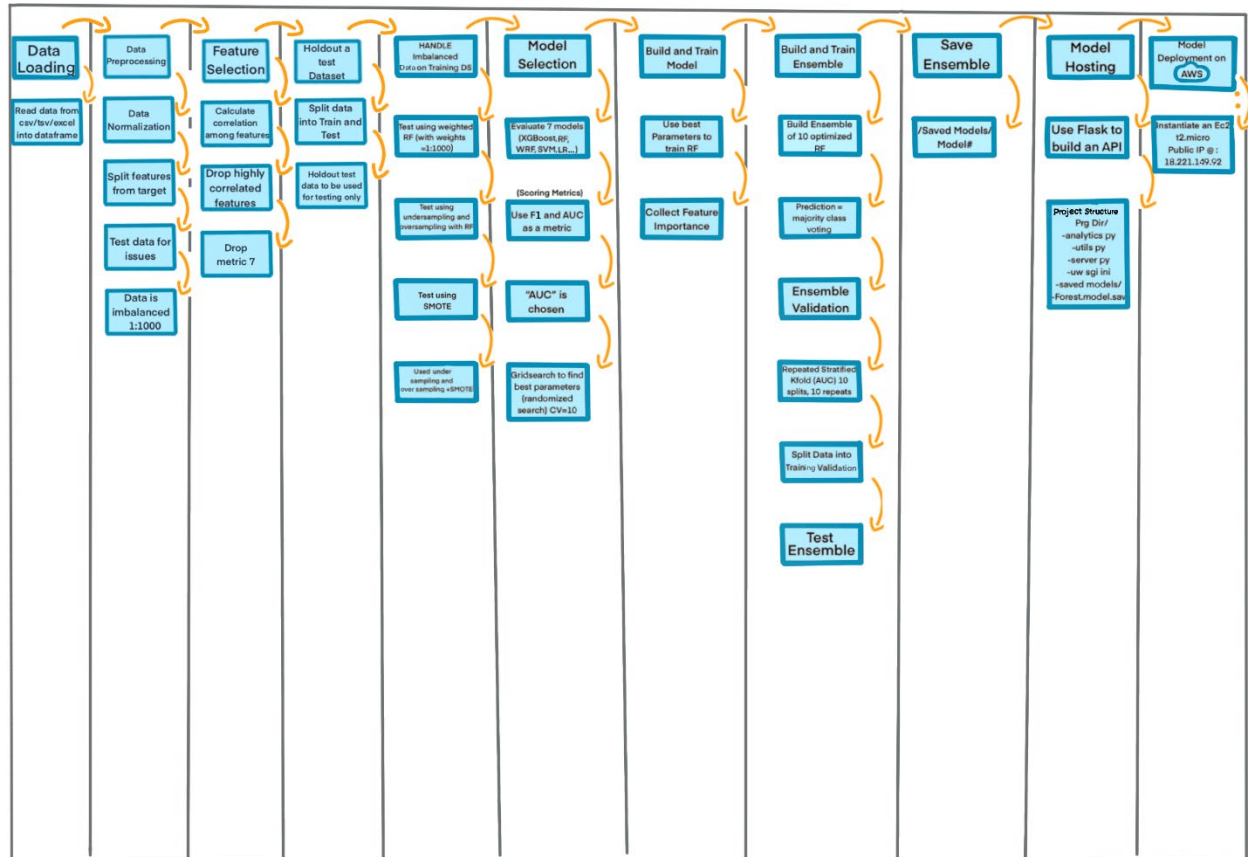 Data
Loading
Read data from
csv/tsv/excel
into dataframe
Data
Preprocessing
Data
Normalization
Split features
from target
Test data for
issues
Data is
imbalanced
1:1000
Feature
Selection
Calculate
correlation
among features
Drop highly
correlated
features
Drop
metric 7
Holdout a
test
Dataset
Split data
into Train and
Test
Holdout test
data to be used
for testing only
HANDLE
Imbalanced
Data on Training DS
Test using weighted
RF (with weights
=1:1000)
Test using
undersampling and
oversampling with RF
Test using
SMOTE
Used under
sampling and
over sampling +SMOTE
Model
Selection
Evaluate 7 models
(XGBoost,RF,
WRF, SVM,LR,..)
(Scoring Metrics)
Use F1 and AUC
as a metric
"AUC" is
chosen
Gridsearch to find
best parameters
(randomized
search) CV=10
Build and Train
Model
Use best
Parameters to
train RF
Collect Feature
Importance
Build and Train
Ensemble
Build Ensemble
of 10 optimized
RF
Prediction =
majority class
voting
Ensemble
Validation
Repeated Stratified
Kfold (AUC) 10
splits, 10 repeats
Split Data into
Training Validation
Test
Ensemble
Save
Ensemble
/Saved Models/
Model#
Model
Hosting
Use Flask to
build an API
Project Structure
Prg Dir/
-analytics py
-utils py
-server py
-uw sgi ini
-saved models/
-Forest.model.sav
Model
Deployment on
AWS
Instantiate an Ec2
t2.micro
Public IP @ :
18.221.149.92